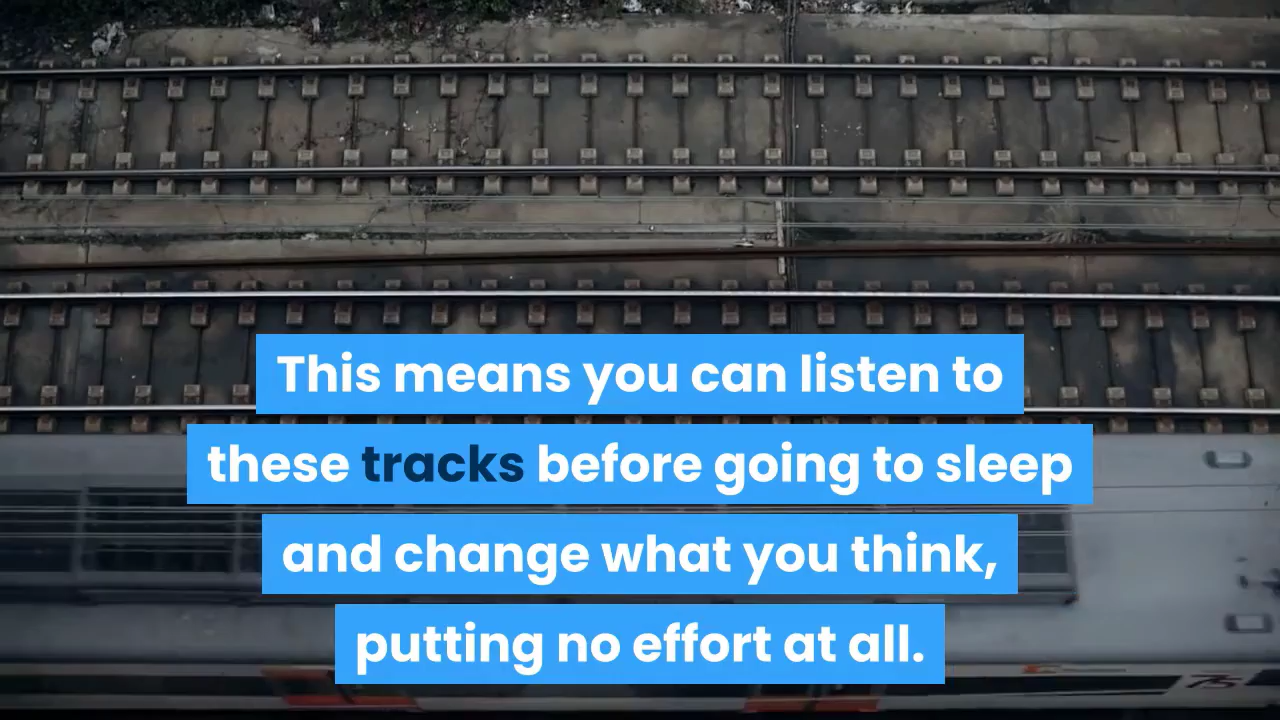 This means you can listen to
these tracks before going to sleep
and change what you think,
putting no effort at all.
75